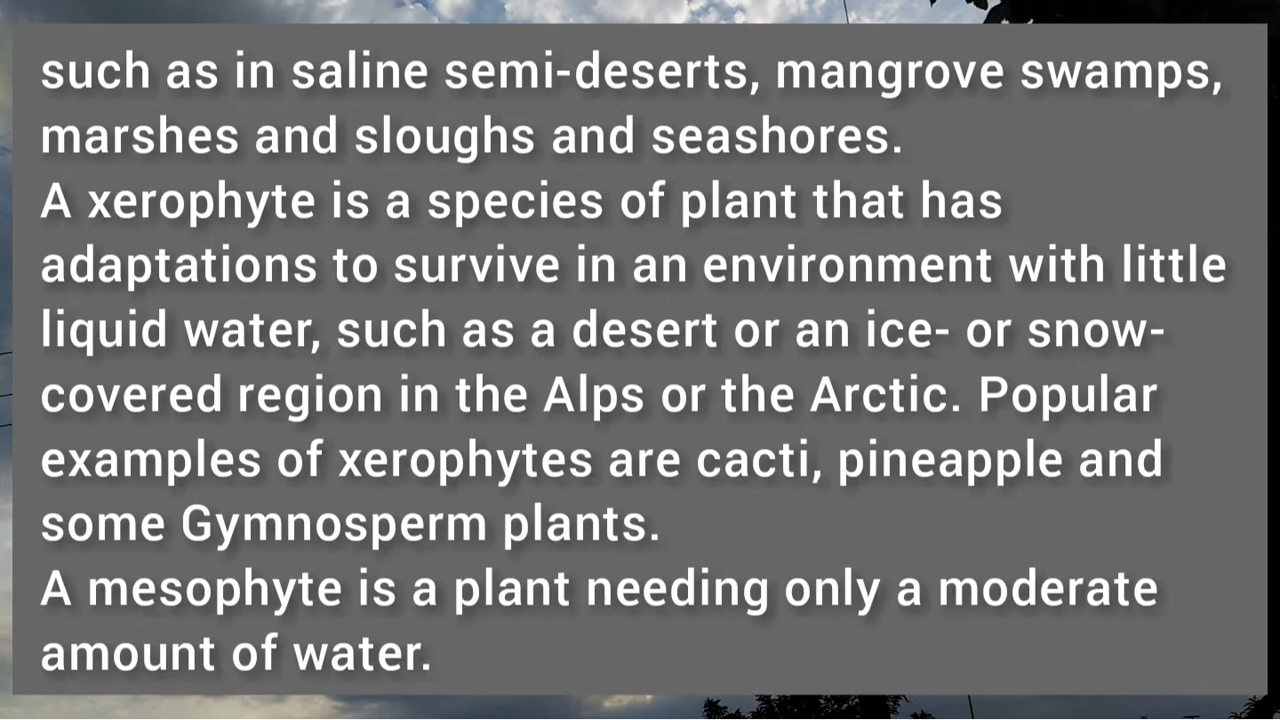 such as in saline semi-deserts, mangrove swamps,
marshes and sloughs and seashores.
A xerophyte is a species of plant that has
adaptations to survive in an environment with little
liquid water, such as a desert or an ice- or snow-
covered region in the Alps or the Arctic. Popular
examples of xerophytes are cacti, pineapple and
some Gymnosperm plants.
A mesophyte is a plant needing only a moderate
amount of water.